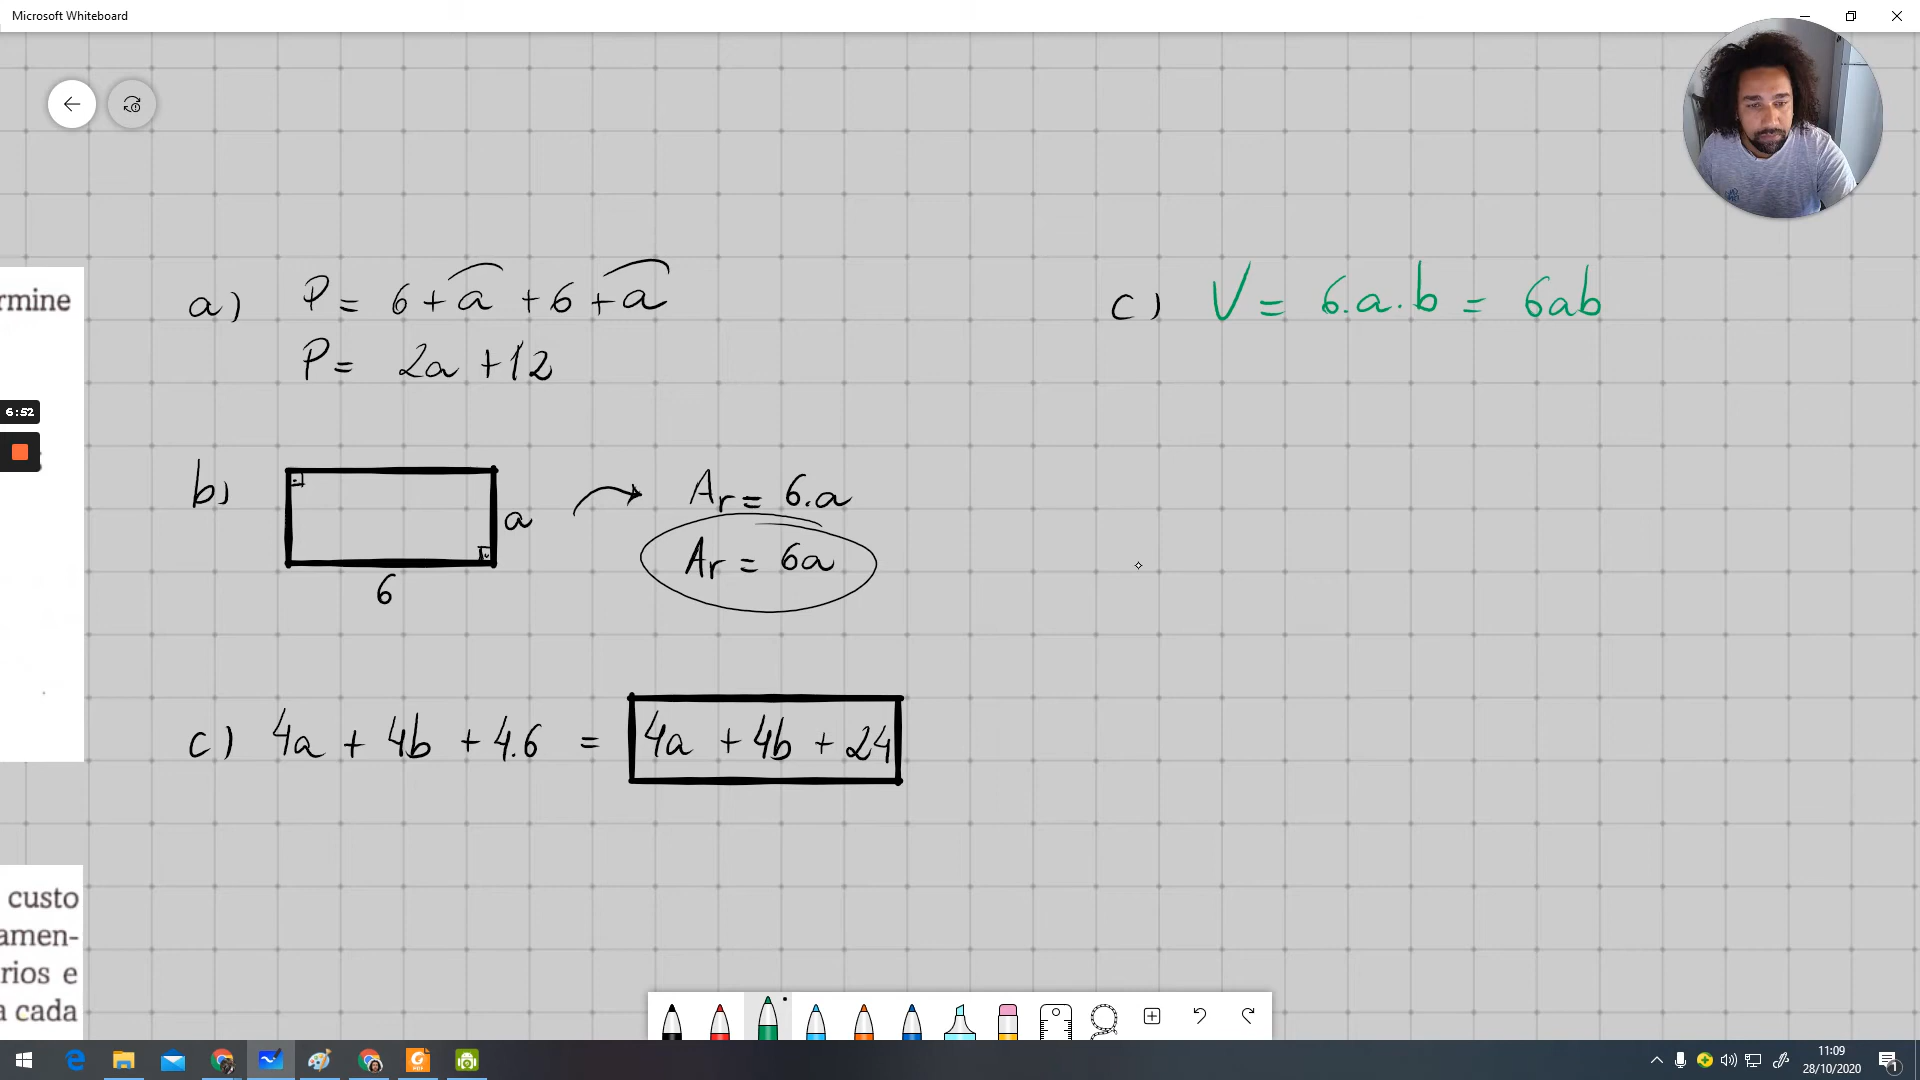 Microsoft Whiteboard
rmine
6:52
a) P = 6 + a + 6 + a
P = 2a + 12
b) a
6
Ar = 6.a
Ar = 6a
c) 4a + 4b + 4.6 = 4a + 4b + 24
c) V = 6.a.b = 6ab
custo
amen-
rios e
a cada
11:09
28/10/2020
1